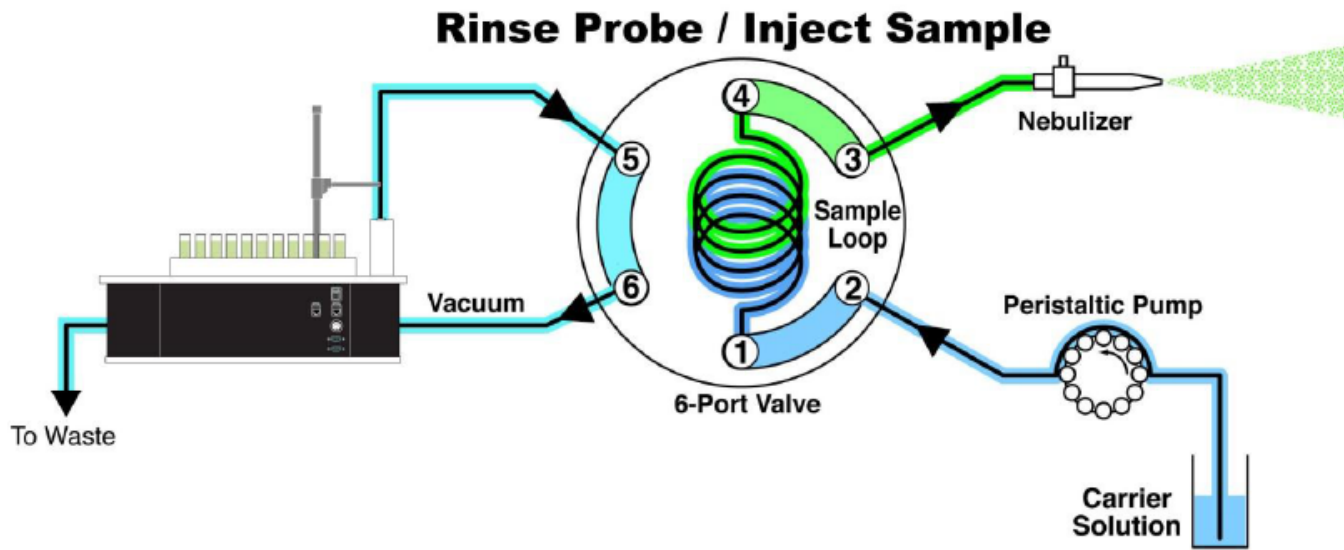 Rinse Probe / Inject Sample
4
Nebulizer
5
3
Sample
Loop
6
2
Vacuum
Peristaltic Pump
1
6-Port Valve
To Waste
Carrier
Solution